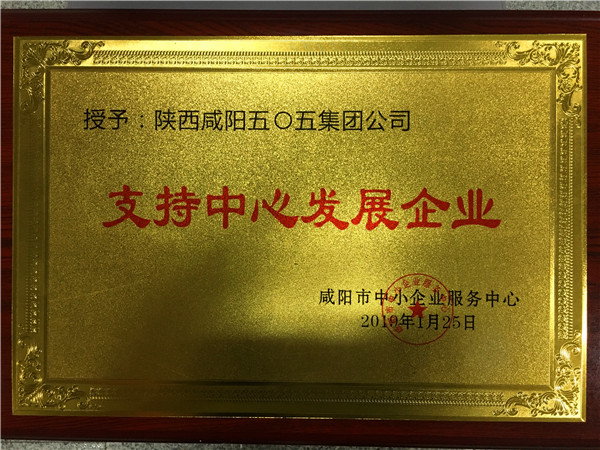 授予：陕西咸阳五〇五集团公司
支持中心发展企业
咸阳市中小企业服务中心
2019年1月25日